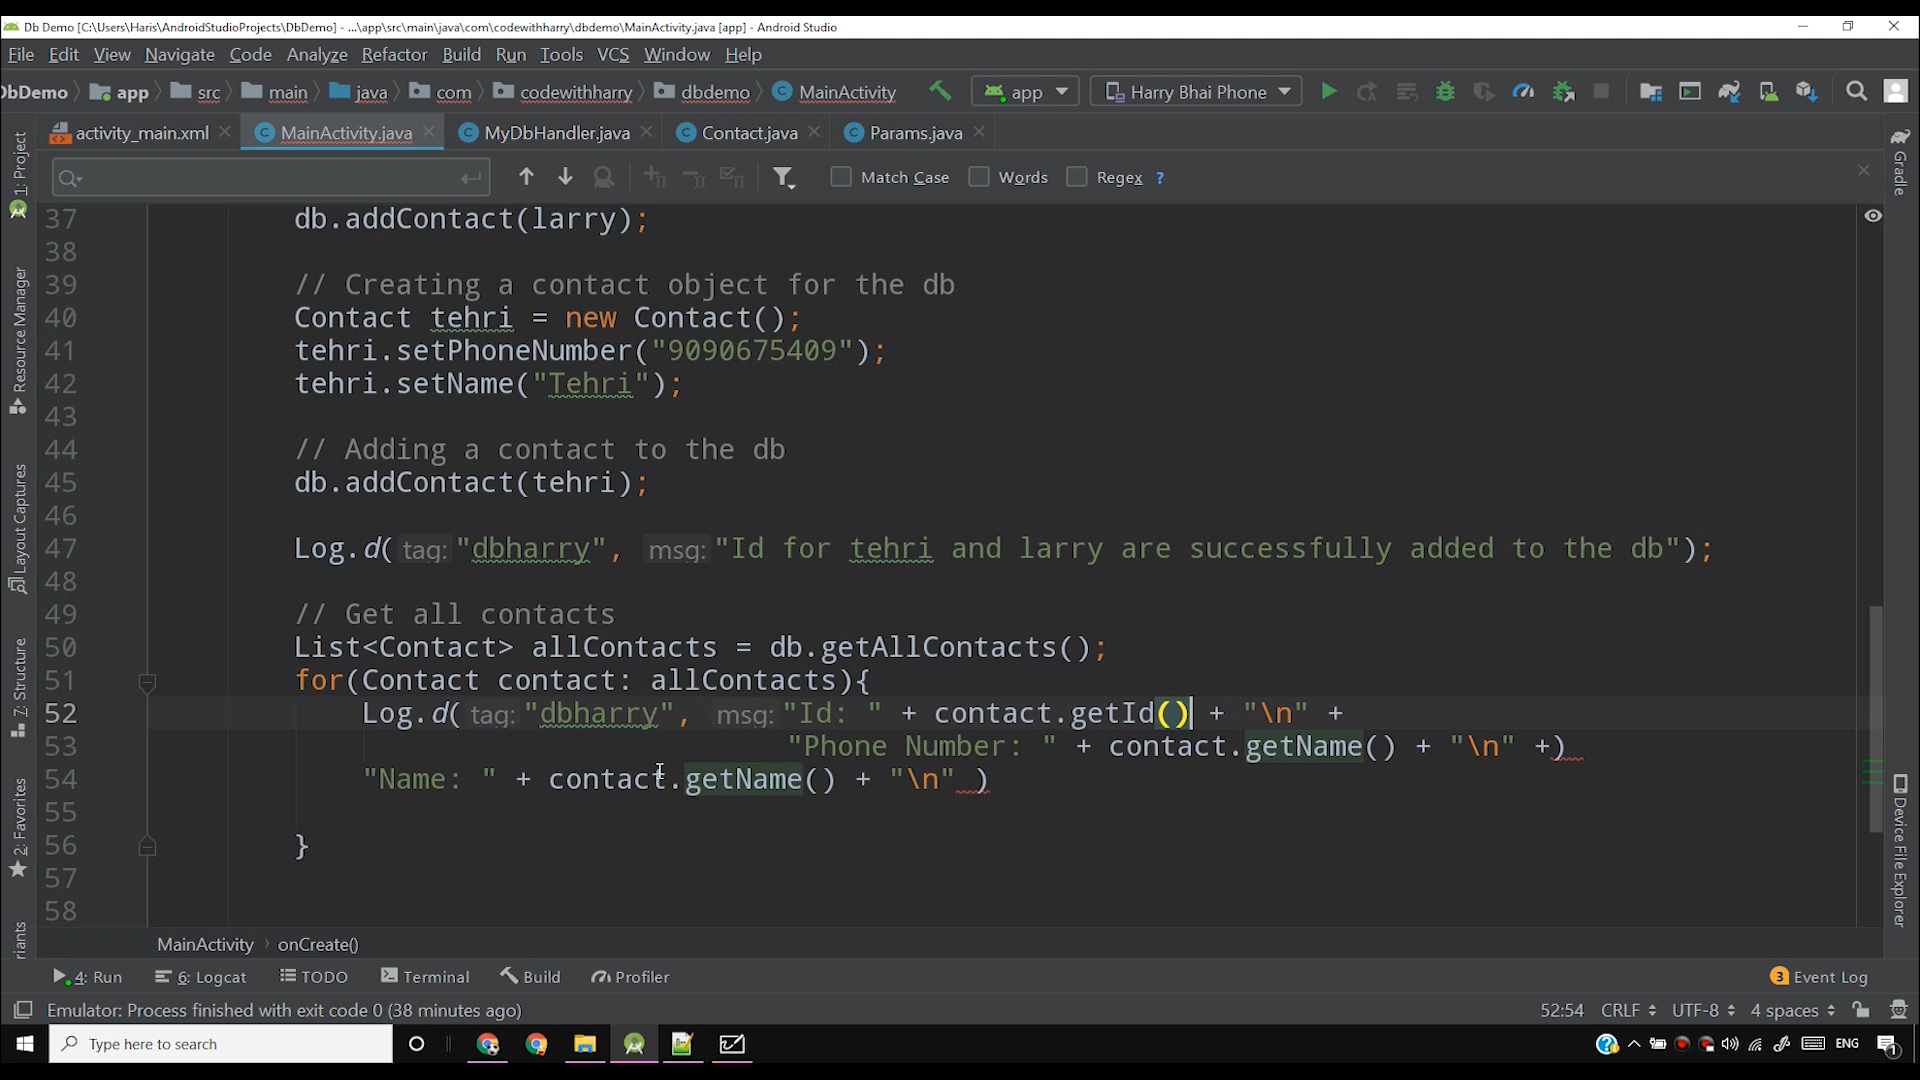 Db Demo [C:\Users\Haris\AndroidStudioProjects\DbDemo] - ...\app\src\main\java\com\codewithharry\dbdemo\MainActivity.java [app] - Android Studio
File Edit View Navigate Code Analyze Refactor Build Run Tools VCS Window Help
DbDemo app src main java com codewithharry dbdemo MainActivity app Harry Bhai Phone
activity_main.xml MainActivity.java MyDbHandler.java Contact.java Params.java
Match Case Words Regex ?
1: Project
Resource Manager
Layout Captures
7: Structure
2: Favorites
riants
37 db.addContact(larry);
38
39 // Creating a contact object for the db
40 Contact tehri = new Contact();
41 tehri.setPhoneNumber("9090675409");
42 tehri.setName("Tehri");
43
44 // Adding a contact to the db
45 db.addContact(tehri);
46
47 Log.d( tag: "dbharry", msg: "Id for tehri and larry are successfully added to the db");
48
49 // Get all contacts
50 List<Contact> allContacts = db.getAllContacts();
51 for(Contact contact: allContacts){
52 Log.d( tag: "dbharry", msg: "Id: " + contact.getId() + "\n" +
53 "Phone Number: " + contact.getName() + "\n" +)
54 "Name: " + contact.getName() + "\n" )
55
56 }
57
58
Gradle
Device File Explorer
MainActivity › onCreate()
4: Run 6: Logcat TODO Terminal Build Profiler 3 Event Log
Emulator: Process finished with exit code 0 (38 minutes ago) 52:54 CRLF UTF-8 4 spaces
Type here to search ENG 1